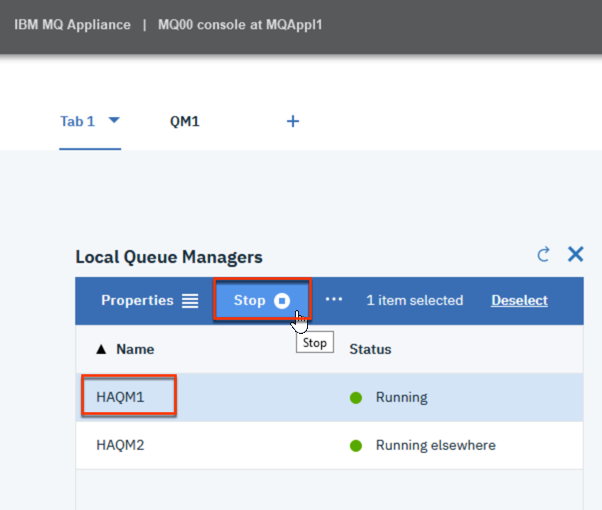 IBM MQ Appliance | MQ00 console at MQAppl1
Tab 1 QM1 +
Local Queue Managers
Properties Stop ... 1 item selected Deselect
Stop
Name Status
HAQM1 Running
HAQM2 Running elsewhere